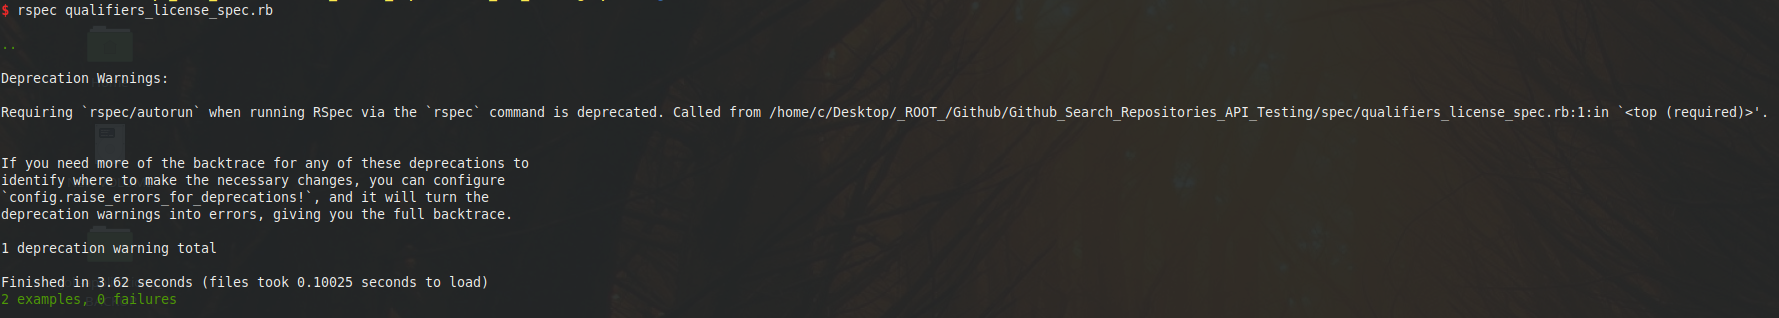 $ rspec qualifiers_license_spec.rb
..
Deprecation Warnings:
Requiring `rspec/autorun` when running RSpec via the `rspec` command is deprecated. Called from /home/c/Desktop/_ROOT_/Github/Github_Search_Repositories_API_Testing/spec/qualifiers_license_spec.rb:1:in `<top (required)>'.
If you need more of the backtrace for any of these deprecations to
identify where to make the necessary changes, you can configure
`config.raise_errors_for_deprecations!`, and it will turn the
deprecation warnings into errors, giving you the full backtrace.
1 deprecation warning total
Finished in 3.62 seconds (files took 0.10025 seconds to load)
2 examples, 0 failures